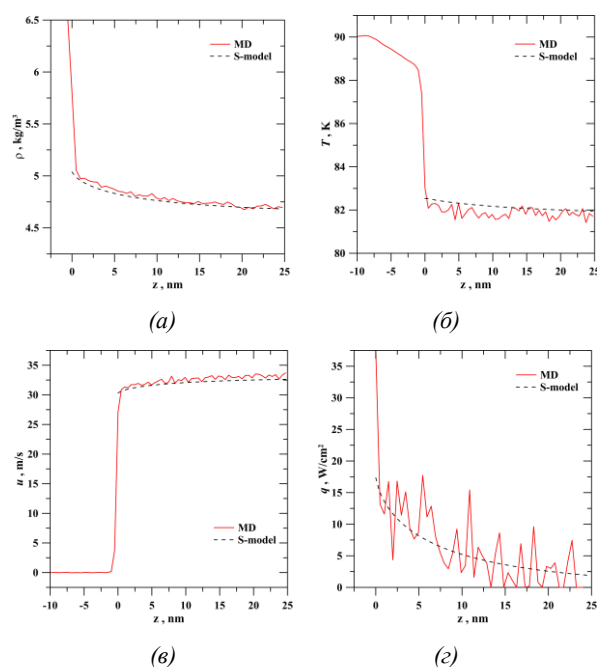 6.5
6
5.5
5
4.75
ρ , kg/m³
MD
S-model
0
5
10
15
20
25
z , nm
(а)
90
88
86
84
82
80
T , K
MD
S-model
-10
-5
0
5
10
15
20
25
z , nm
(б)
35
30
25
20
15
10
5
0
u , m/s
MD
S-model
-10
-5
0
5
10
15
20
25
z , nm
(в)
35
30
25
20
15
10
5
0
q , W/cm²
MD
S-model
0
5
10
15
20
25
z , nm
(г)